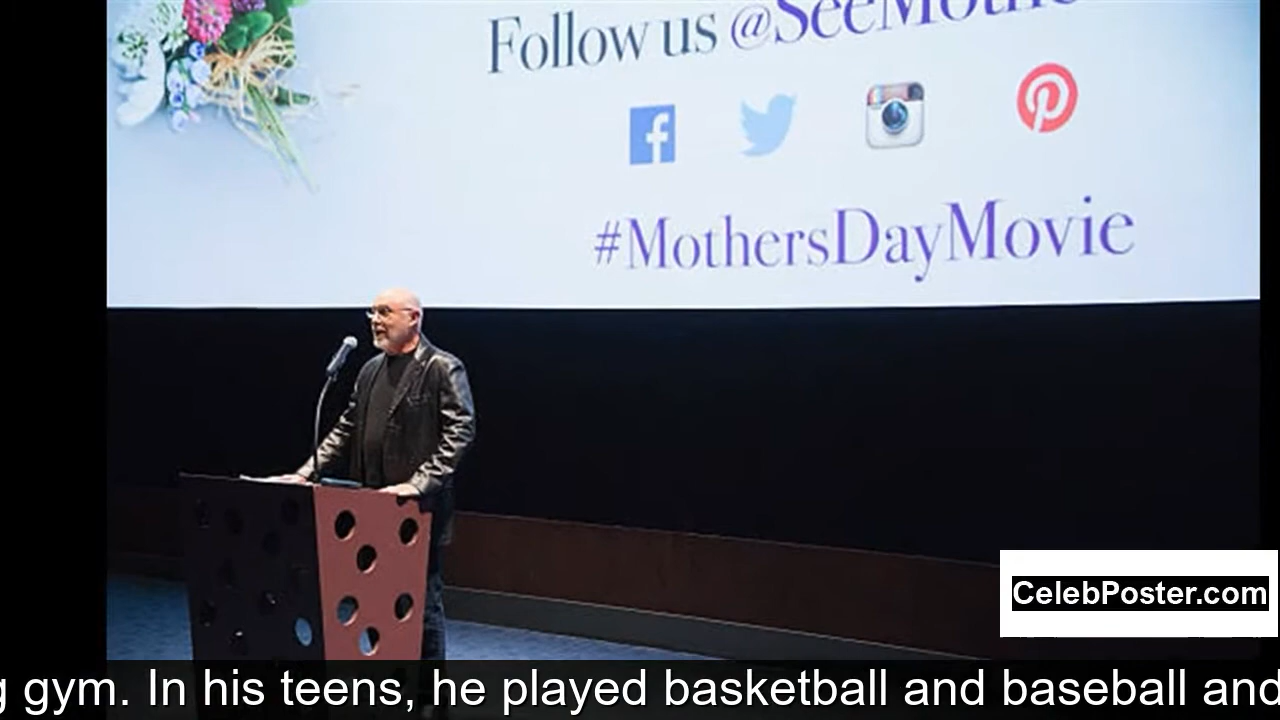 Follow us @SeeMothe
#MothersDayMovie
CelebPoster.com
g gym. In his teens, he played basketball and baseball and